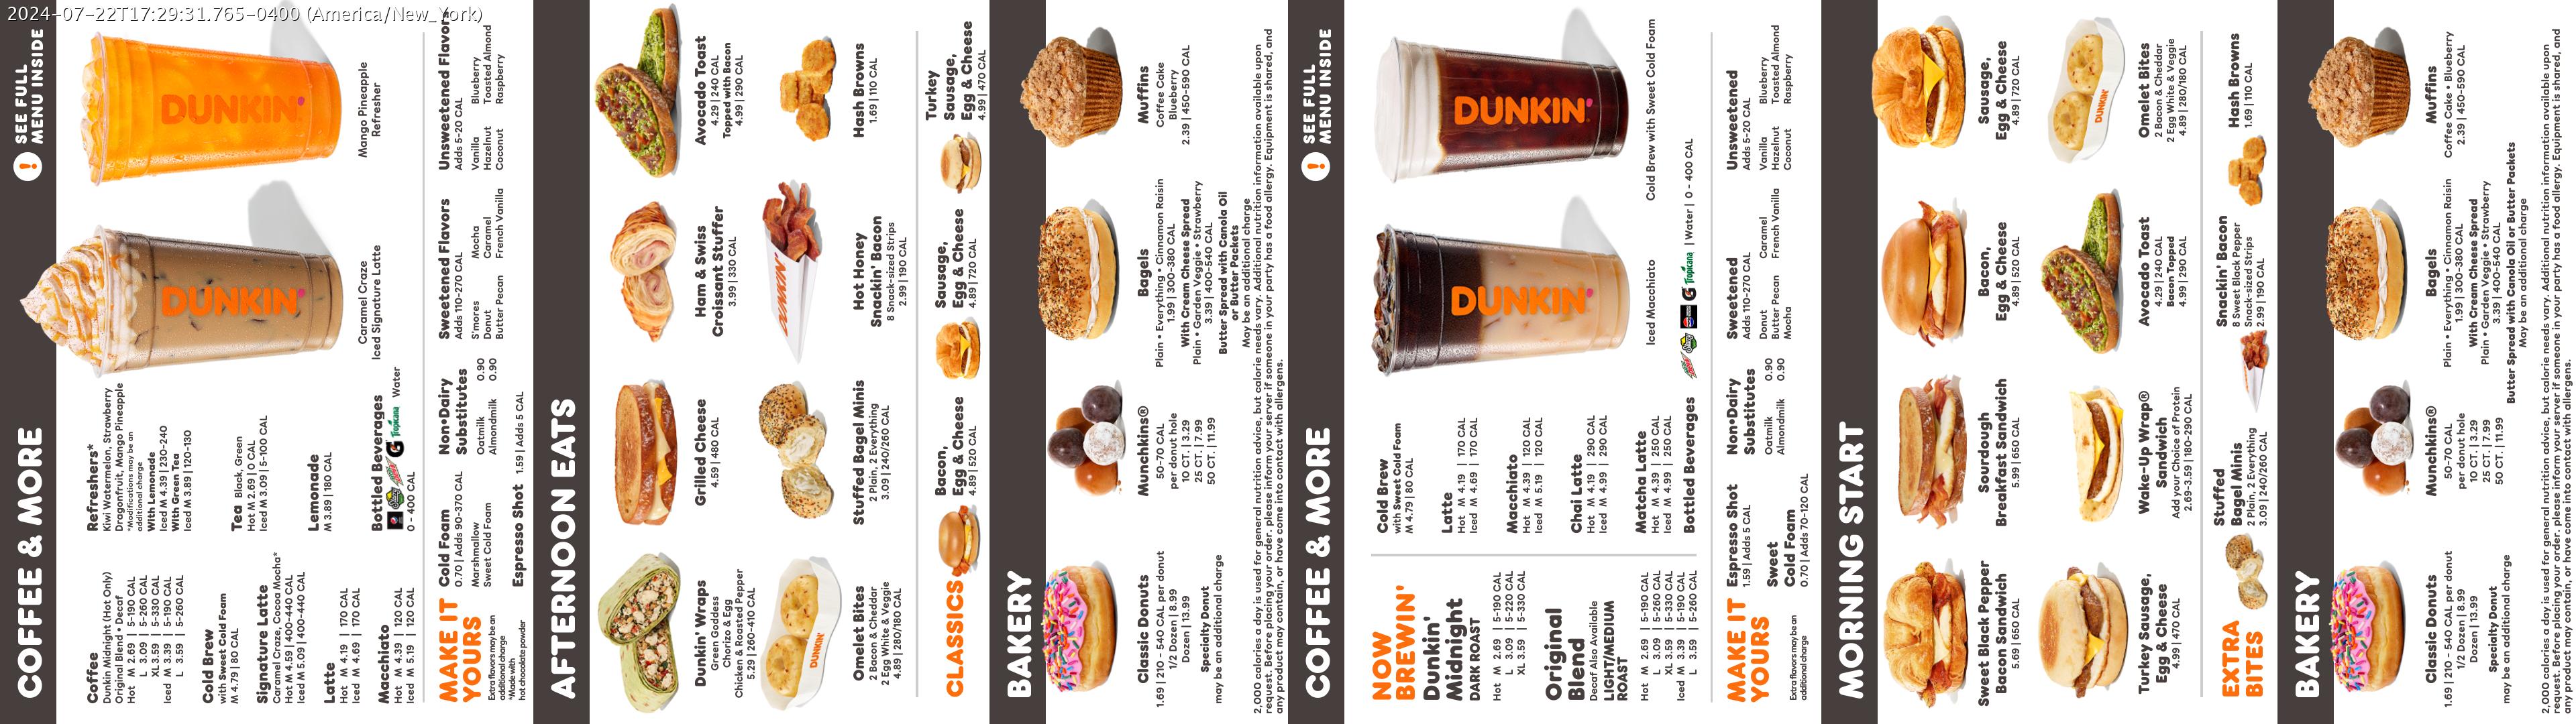 2024-07-22T17:29:31.765-0400 (America/New_York)
COFFEE & MORE
SEE FULL
MENU INSIDE
Coffee
Dunkin Midnight (Hot Only)
Original Blend • Decaf
Hot M 2.69 | 5-190 CAL
L 3.09 | 5-260 CAL
XL 3.59 | 5-330 CAL
Iced M 3.39 | 5-190 CAL
L 3.59 | 5-260 CAL
Cold Brew
with Sweet Cold Foam
M 4.79 | 80 CAL
Signature Latte
Caramel Craze, Cocoa Mocha*
Hot M 4.59 | 400-440 CAL
Iced M 5.09 | 400-440 CAL
Latte
Hot M 4.19 | 170 CAL
Iced M 4.69 | 170 CAL
Macchiato
Hot M 4.39 | 120 CAL
Iced M 5.19 | 120 CAL
Refreshers*
Kiwi Watermelon, Strawberry
Dragonfruit, Mango Pineapple
*Modifications may be an
additional charge
With Lemonade
Iced M 4.39 | 230-240
With Green Tea
Iced M 3.89 | 120-130
Tea Black, Green
Hot M 2.69 | 0 CAL
Iced M 3.09 | 5-100 CAL
Lemonade
M 3.89 | 180 CAL
Bottled Beverages
G Tropicana Water
0 - 400 CAL
DUNKIN'
Caramel Craze
Iced Signature Latte
DUNKIN'
Mango Pineapple
Refresher
MAKE IT
YOURS
Extra flavors may be an
additional charge
*Made with
hot chocolate powder
Cold Foam
0.70 | Adds 90-370 CAL
Marshmallow
Sweet Cold Foam
Espresso Shot 1.59 | Adds 5 CAL
Non•Dairy
Substitutes
Oatmilk 0.90
Almondmilk 0.90
Sweetened Flavors
Adds 110-270 CAL
S'mores Mocha
Donut Caramel
Butter Pecan French Vanilla
Unsweetened Flavors
Adds 5-20 CAL
Vanilla Blueberry
Hazelnut Toasted Almond
Coconut Raspberry
AFTERNOON EATS
Dunkin' Wraps
Green Goddess
Chorizo & Egg
Chicken & Roasted Pepper
5.29 | 260-410 CAL
Grilled Cheese
4.59 | 480 CAL
Ham & Swiss
Croissant Stuffer
3.99 | 330 CAL
Avocado Toast
4.29 | 240 CAL
Topped with Bacon
4.99 | 290 CAL
DUNKIN'
Omelet Bites
2 Bacon & Cheddar
2 Egg White & Veggie
4.89 | 280/180 CAL
Stuffed Bagel Minis
2 Plain, 2 Everything
3.09 | 240/260 CAL
DUNKIN'
Hot Honey
Snackin' Bacon
8 Snack-sized Strips
2.99 | 190 CAL
Hash Browns
1.69 | 110 CAL
CLASSICS
Bacon,
Egg & Cheese
4.89 | 520 CAL
Sausage,
Egg & Cheese
4.89 | 720 CAL
Turkey
Sausage,
Egg & Cheese
4.99 | 470 CAL
BAKERY
Classic Donuts
1.69 | 210 - 540 CAL per donut
1/2 Dozen | 8.99
Dozen | 13.99
Specialty Donut
may be an additional charge
Munchkins®
50-70 CAL
per donut hole
10 CT. | 3.29
25 CT. | 7.99
50 CT. | 11.99
Bagels
Plain • Everything • Cinnamon Raisin
1.99 | 300-380 CAL
With Cream Cheese Spread
Plain • Garden Veggie • Strawberry
3.39 | 400-540 CAL
Butter Spread with Canola Oil
or Butter Packets
May be an additional charge
Muffins
Coffee Cake
Blueberry
2.39 | 450-590 CAL
2,000 calories a day is used for general nutrition advice, but calorie needs vary. Additional nutrition information available upon
request. Before placing your order, please inform your server if someone in your party has a food allergy. Equipment is shared, and
any product may contain, or have come into contact with allergens.
COFFEE & MORE
SEE FULL
MENU INSIDE
NOW
BREWIN'
Dunkin'
Midnight
DARK ROAST
Hot M 2.69 | 5-190 CAL
L 3.09 | 5-220 CAL
XL 3.59 | 5-330 CAL
Original
Blend
Decaf Also Available
LIGHT/MEDIUM
ROAST
Hot M 2.69 | 5-190 CAL
L 3.09 | 5-260 CAL
XL 3.59 | 5-330 CAL
Iced M 3.39 | 5-190 CAL
L 3.59 | 5-260 CAL
Cold Brew
with Sweet Cold Foam
M 4.79 | 80 CAL
Latte
Hot M 4.19 | 170 CAL
Iced M 4.69 | 170 CAL
Macchiato
Hot M 4.39 | 120 CAL
Iced M 5.19 | 120 CAL
Chai Latte
Hot M 4.19 | 290 CAL
Iced M 4.99 | 290 CAL
Matcha Latte
Hot M 4.39 | 250 CAL
Iced M 4.99 | 250 CAL
Bottled Beverages G Tropicana | Water | 0 - 400 CAL
DUNKIN'
Iced Macchiato
DUNKIN'
Cold Brew with Sweet Cold Foam
MAKE IT
YOURS
Extra flavors may be an
additional charge
Espresso Shot
1.59 | Adds 5 CAL
Sweet
Cold Foam
0.70 | Adds 70-120 CAL
Non•Dairy
Substitutes
Oatmilk 0.90
Almondmilk 0.90
Sweetened
Adds 110-270 CAL
Donut Caramel
Butter Pecan French Vanilla
Mocha
Unsweetened
Adds 5-20 CAL
Vanilla Blueberry
Hazelnut Toasted Almond
Coconut Raspberry
MORNING START
Sweet Black Pepper
Bacon Sandwich
5.69 | 650 CAL
Sourdough
Breakfast Sandwich
5.99 | 650 CAL
Bacon,
Egg & Cheese
4.89 | 520 CAL
Sausage,
Egg & Cheese
4.89 | 720 CAL
Turkey Sausage,
Egg & Cheese
4.99 | 470 CAL
Wake-Up Wrap®
Sandwich
Add your Choice of Protein
2.69-3.59 | 180-290 CAL
Avocado Toast
4.29 | 240 CAL
Bacon Topped
4.99 | 290 CAL
DUNKIN'
Omelet Bites
2 Bacon & Cheddar
2 Egg White & Veggie
4.89 | 280/180 CAL
EXTRA
BITES
Stuffed
Bagel Minis
2 Plain, 2 Everything
3.09 | 240/260 CAL
Snackin' Bacon
8 Sweet Black Pepper
Snack-sized Strips
2.99 | 190 CAL
Hash Browns
1.69 | 110 CAL
BAKERY
Classic Donuts
1.69 | 210 - 540 CAL per donut
1/2 Dozen | 8.99
Dozen | 13.99
Specialty Donut
may be an additional charge
Munchkins®
50-70 CAL
per donut hole
10 CT. | 3.29
25 CT. | 7.99
50 CT. | 11.99
Bagels
Plain • Everything • Cinnamon Raisin
1.99 | 300-380 CAL
With Cream Cheese Spread
Plain • Garden Veggie • Strawberry
3.39 | 400-540 CAL
Butter Spread with Canola Oil or Butter Packets
May be an additional charge
Muffins
Coffee Cake • Blueberry
2.39 | 450-590 CAL
2,000 calories a day is used for general nutrition advice, but calorie needs vary. Additional nutrition information available upon
request. Before placing your order, please inform your server if someone in your party has a food allergy. Equipment is shared, and
any product may contain, or have come into contact with allergens.